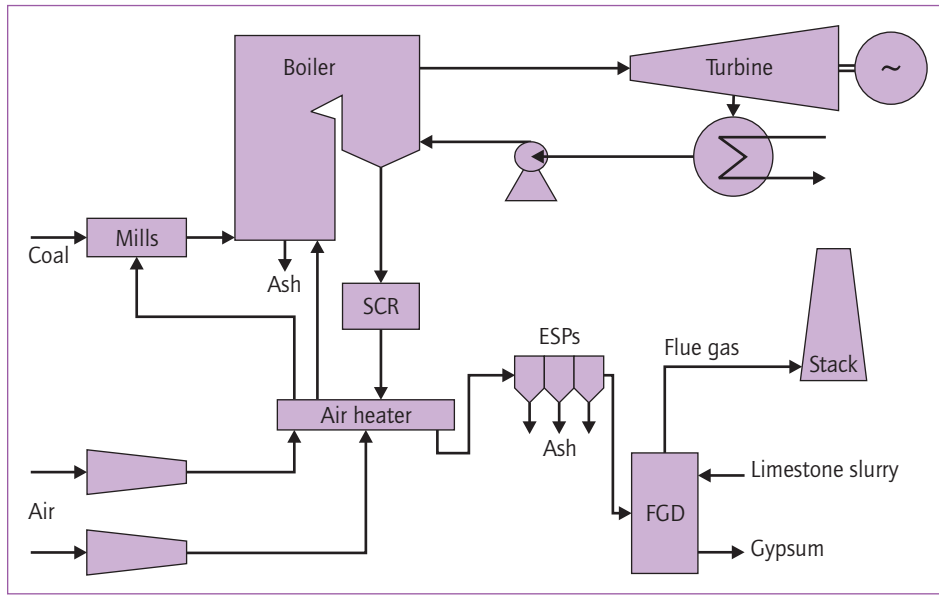 Boiler
Turbine
~
Mills
Coal
Ash
SCR
ESPs
Flue gas
Stack
Air heater
Ash
Limestone slurry
Air
FGD
Gypsum